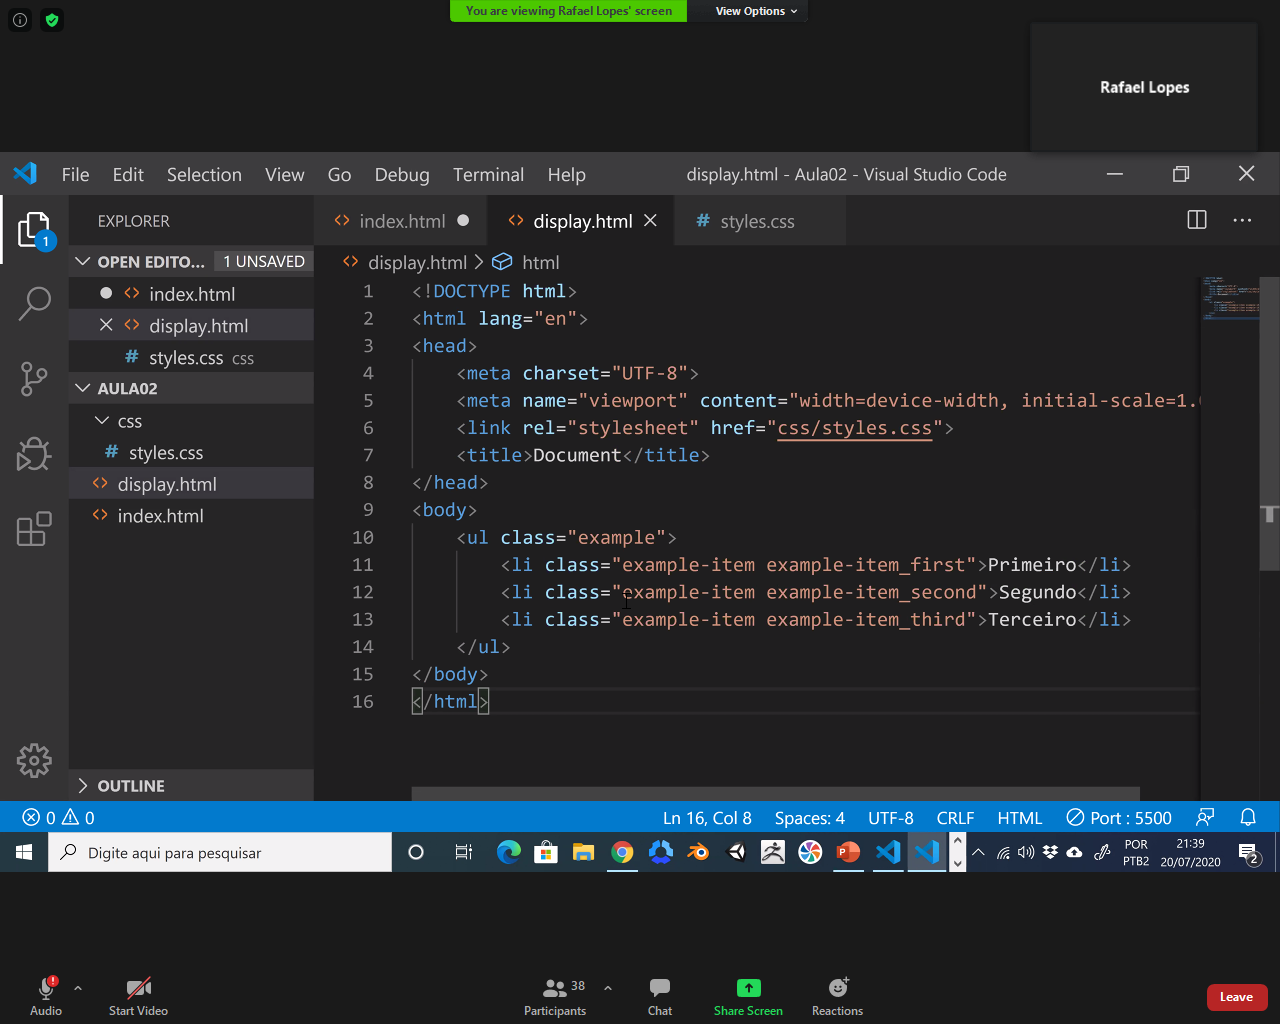 You are viewing Rafael Lopes' screen
View Options
Rafael Lopes
File Edit Selection View Go Debug Terminal Help
display.html - Aula02 - Visual Studio Code
1
EXPLORER
index.html
display.html
styles.css
OPEN EDITO... 1 UNSAVED
index.html
display.html
styles.css css
AULA02
css
styles.css
display.html
index.html
OUTLINE
display.html > html
1 <!DOCTYPE html>
2 <html lang="en">
3 <head>
4 <meta charset="UTF-8">
5 <meta name="viewport" content="width=device-width, initial-scale=1.
6 <link rel="stylesheet" href="css/styles.css">
7 <title>Document</title>
8 </head>
9 <body>
10 <ul class="example">
11 <li class="example-item example-item_first">Primeiro</li>
12 <li class="example-item example-item_second">Segundo</li>
13 <li class="example-item example-item_third">Terceiro</li>
14 </ul>
15 </body>
16 </html>
0 0
Ln 16, Col 8 Spaces: 4 UTF-8 CRLF HTML Port : 5500
Digite aqui para pesquisar
POR
PTB2
21:39
20/07/2020
2
Audio
Start Video
Participants 38
Chat
Share Screen
Reactions
Leave